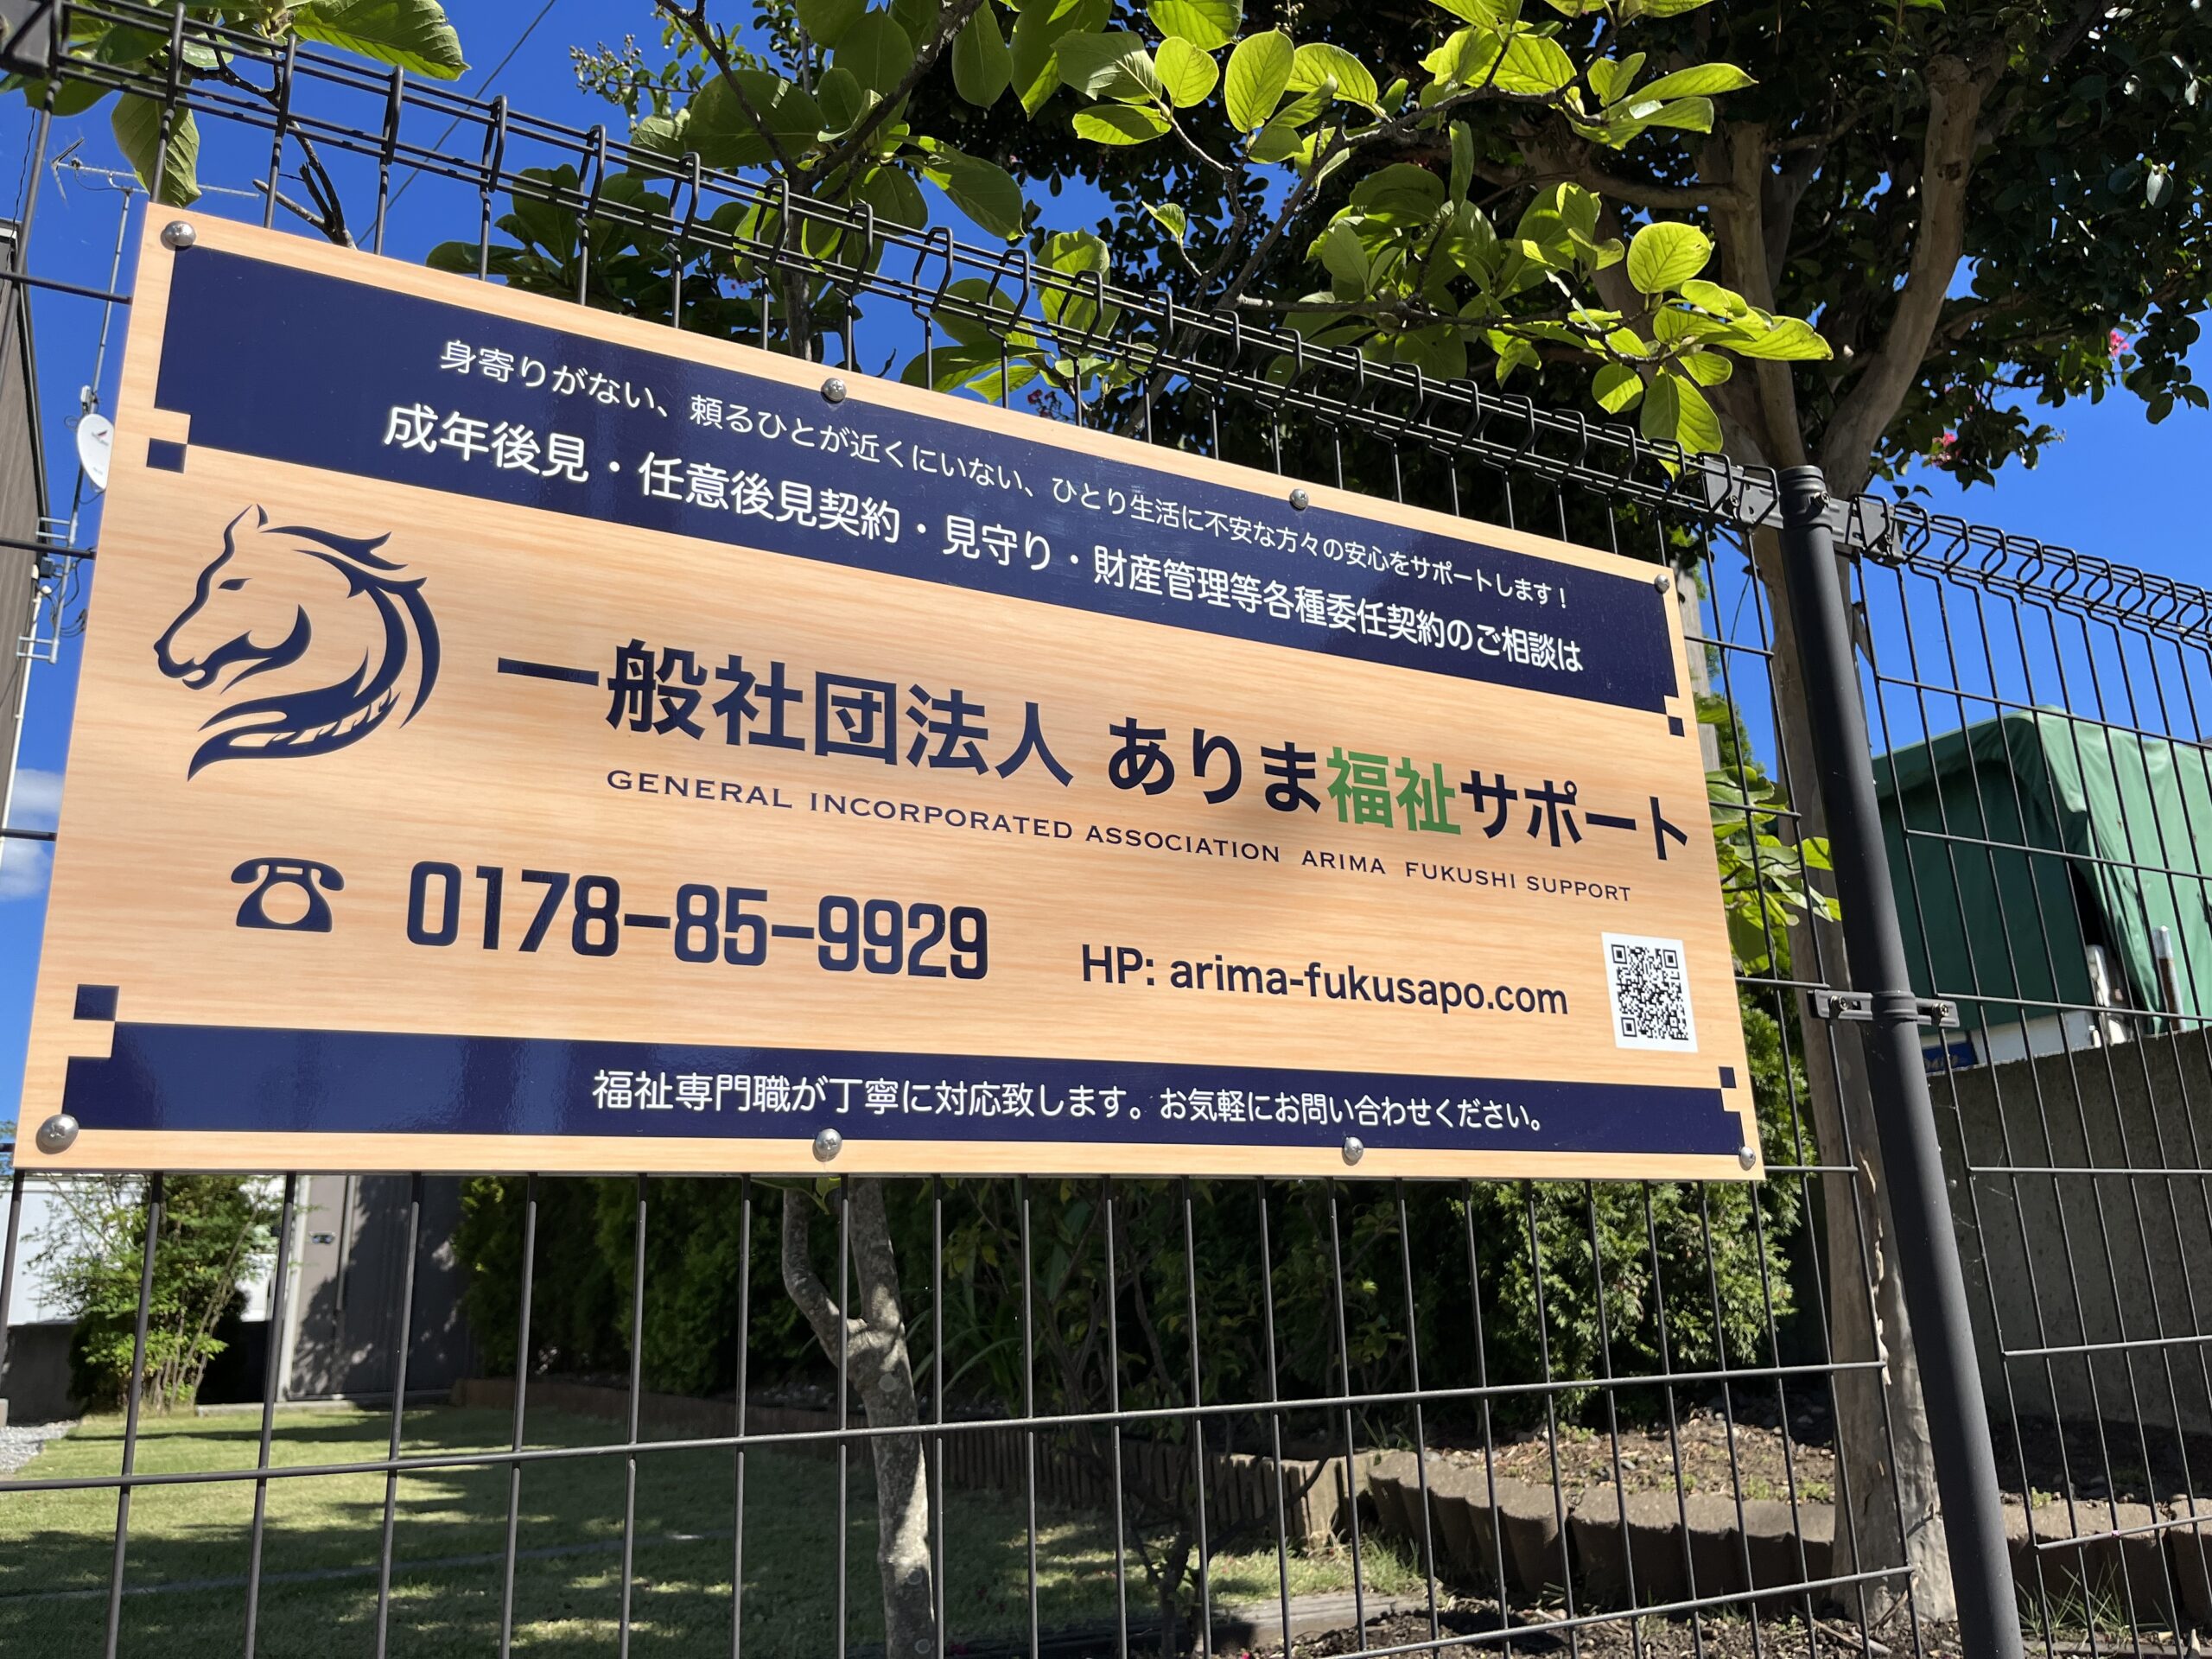 身寄りがない、頼るひとが近くにいない、ひとり生活に不安な方々の安心をサポートします!
成年後見・任意後見契約・見守り・財産管理等各種委任契約のご相談は
一般社団法人 ありま福祉サポート
GENERAL INCORPORATED ASSOCIATION ARIMA FUKUSHI SUPPORT
0178-85-9929
HP: arima-fukusapo.com
福祉専門職が丁寧に対応致します。お気軽にお問い合わせください。